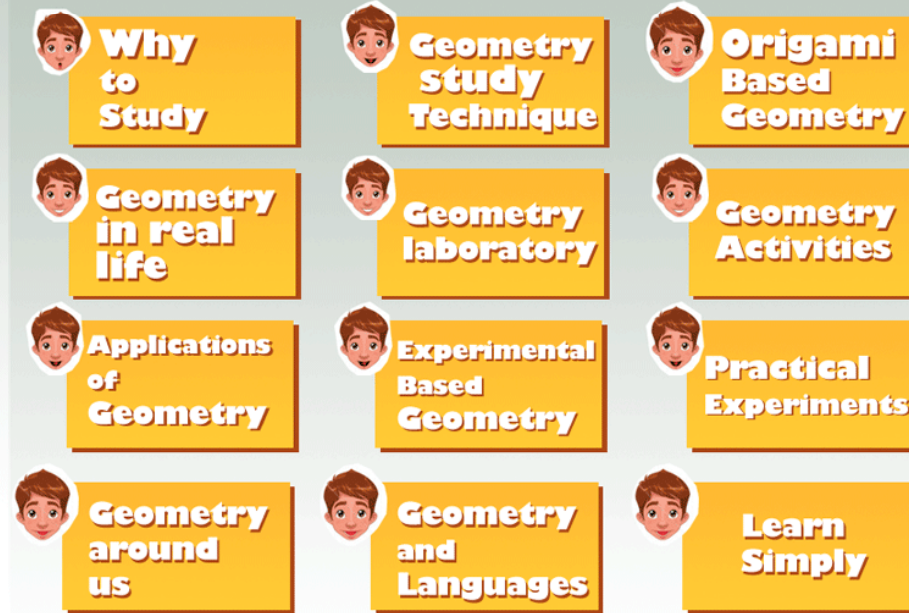 Why
to
Study
Geometry
study
Technique
Origami
Based
Geometry
Geometry
in real
life
Geometry
laboratory
Geometry
Activities
Applications
of
Geometry
Experimental
Based
Geometry
Practical
Experiments
Geometry
around
us
Geometry
and
Languages
Learn
Simply